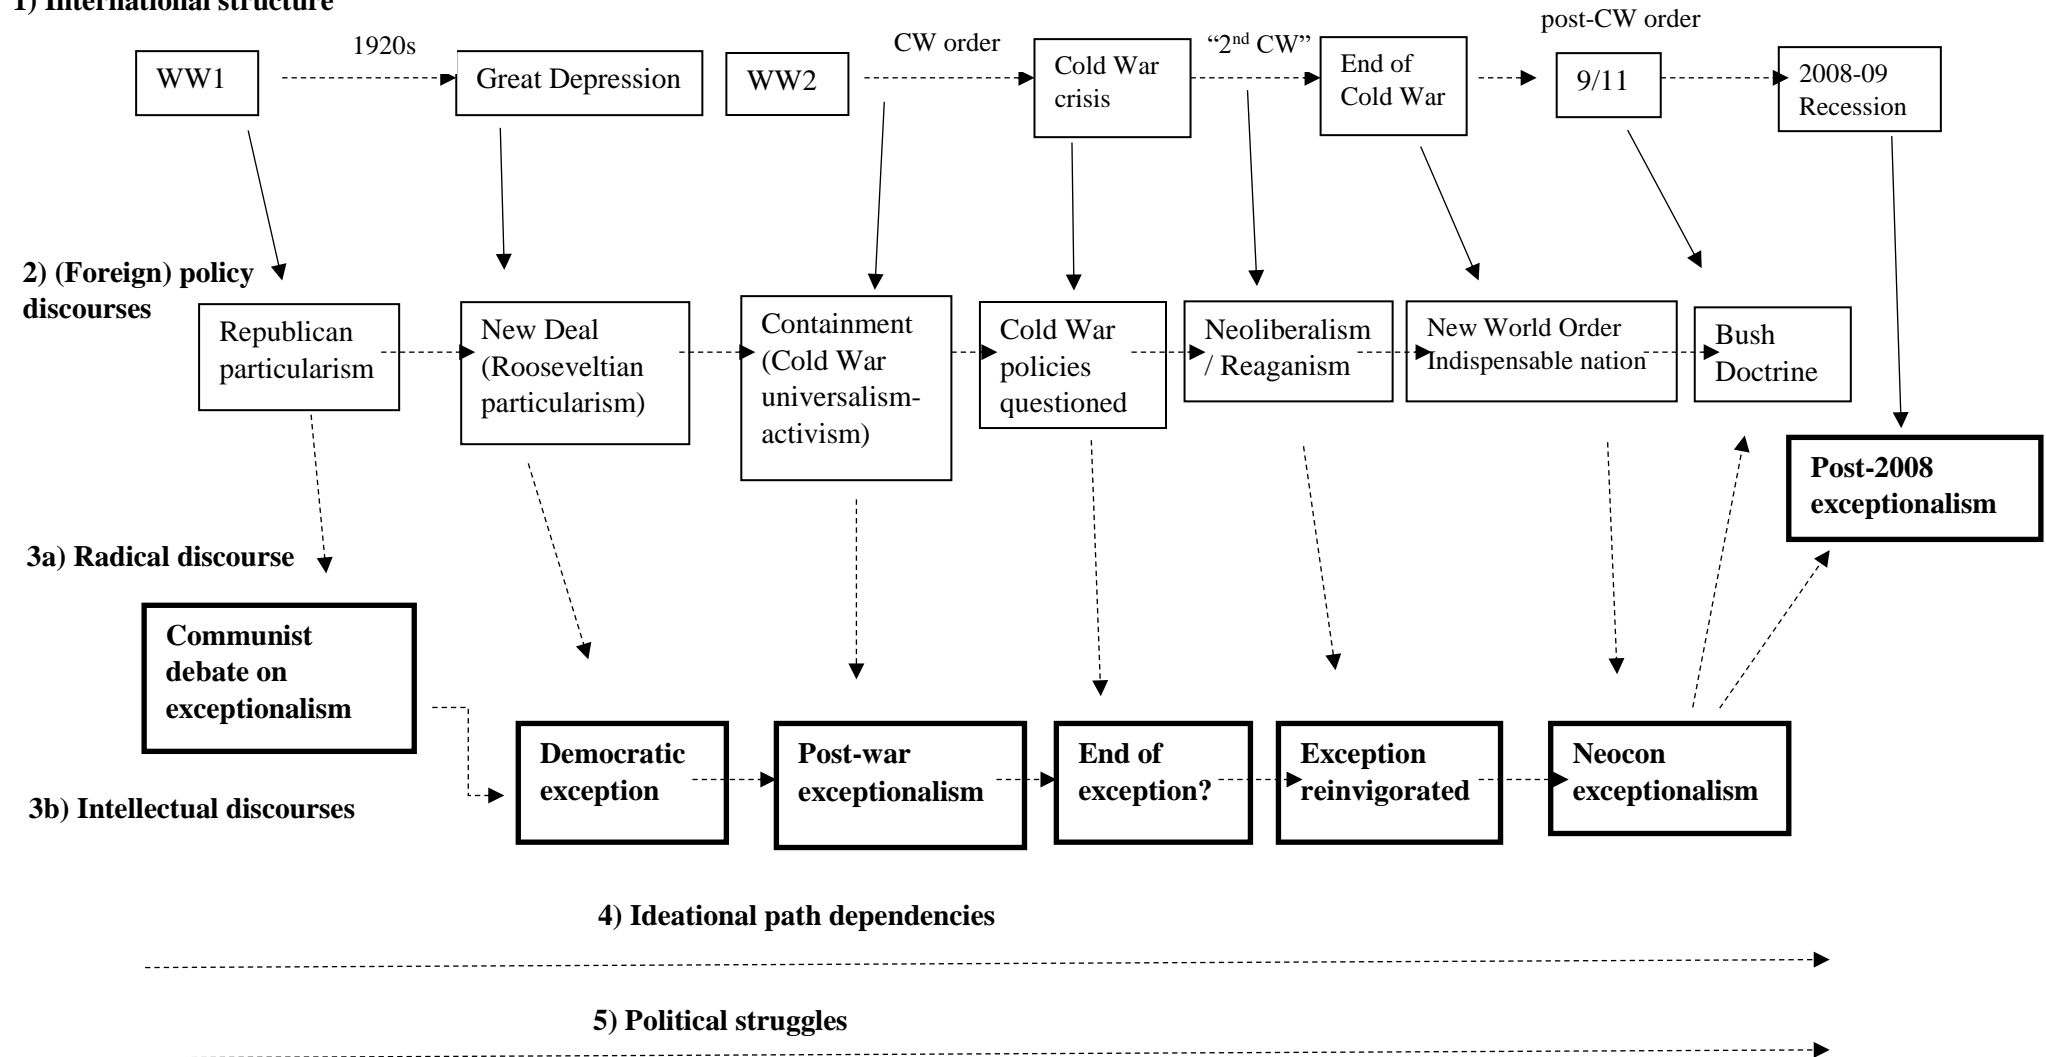 1) International structure
post-CW order
1920s
CW order
“2nd CW”
WW1
Great Depression
WW2
Cold War
crisis
End of
Cold War
9/11
2008-09
Recession
2) (Foreign) policy
discourses
Republican
particularism
New Deal
(Rooseveltian
particularism)
Containment
(Cold War
universalism-
activism)
Cold War
policies
questioned
Neoliberalism
/ Reaganism
New World Order
Indispensable nation
Bush
Doctrine
Post-2008
exceptionalism
3a) Radical discourse
Communist
debate on
exceptionalism
3b) Intellectual discourses
Democratic
exception
Post-war
exceptionalism
End of
exception?
Exception
reinvigorated
Neocon
exceptionalism
4) Ideational path dependencies
5) Political struggles